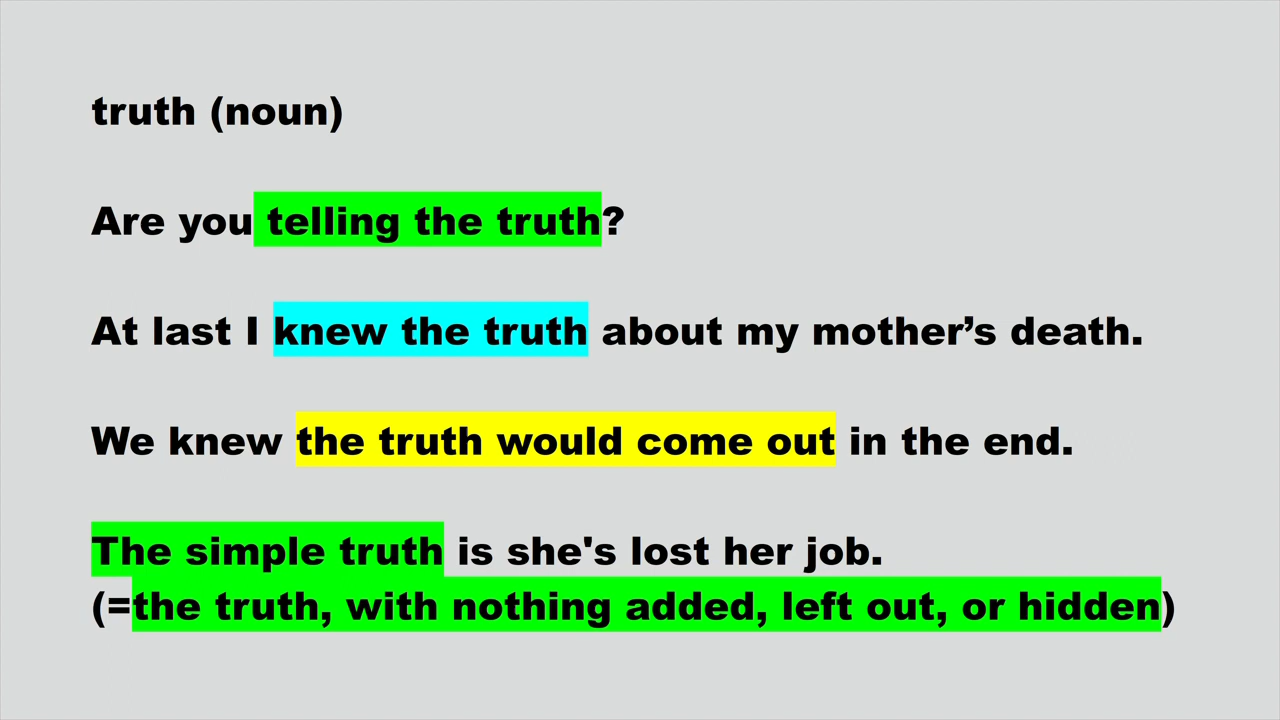 truth (noun)
Are you telling the truth?
At last I knew the truth about my mother’s death.
We knew the truth would come out in the end.
The simple truth is she's lost her job.
(=the truth, with nothing added, left out, or hidden)